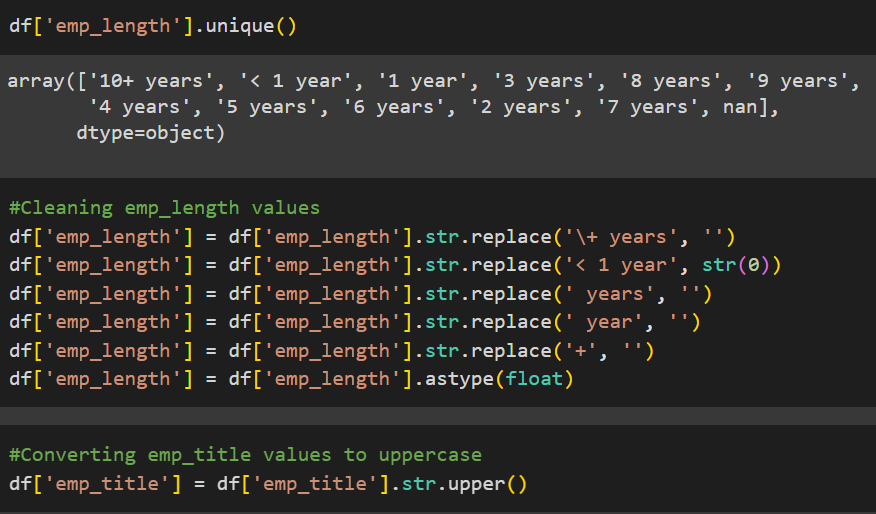 df['emp_length'].unique()
array(['10+ years', '< 1 year', '1 year', '3 years', '8 years', '9 years',
'4 years', '5 years', '6 years', '2 years', '7 years', nan],
dtype=object)
#Cleaning emp_length values
df['emp_length'] = df['emp_length'].str.replace('\+ years', '')
df['emp_length'] = df['emp_length'].str.replace('< 1 year', str(0))
df['emp_length'] = df['emp_length'].str.replace(' years', '')
df['emp_length'] = df['emp_length'].str.replace(' year', '')
df['emp_length'] = df['emp_length'].str.replace('+', '')
df['emp_length'] = df['emp_length'].astype(float)
#Converting emp_title values to uppercase
df['emp_title'] = df['emp_title'].str.upper()